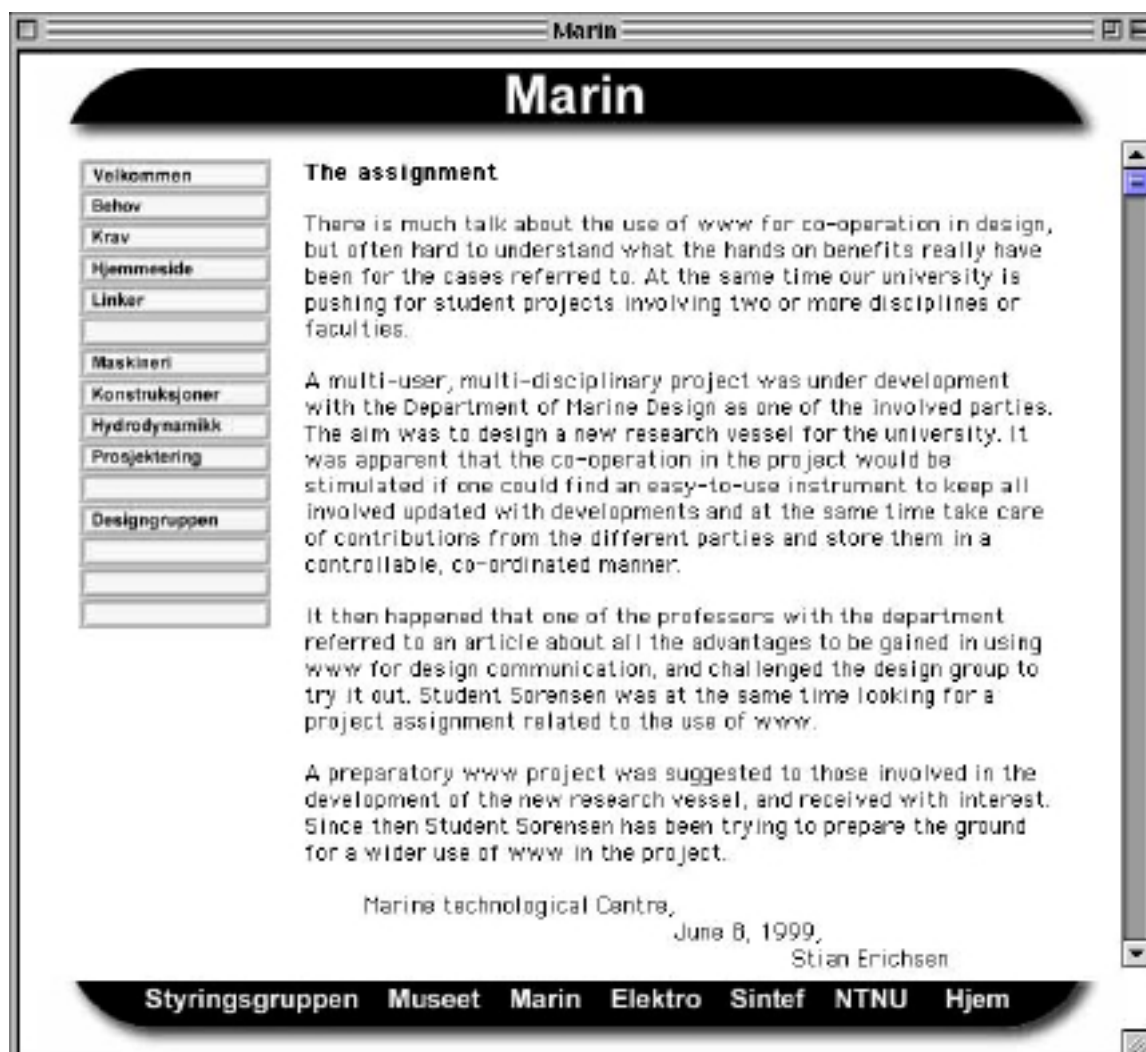 Marin
Marin
Velkommen
Behov
Krav
Hjemmeside
Linker
Maskineri
Konstruksjoner
Hydrodynamikk
Prosjektering
Designgruppen
The assignment
There is much talk about the use of www for co-operation in design,
but often hard to understand what the hands on benefits really have
been for the cases referred to. At the same time our university is
pushing for student projects involving two or more disciplines or
faculties.
A multi-user, multi-disciplinary project was under development
with the Department of Marine Design as one of the involved parties.
The aim was to design a new research vessel for the university. It
was apparent that the co-operation in the project would be
stimulated if one could find an easy-to-use instrument to keep all
involved updated with developments and at the same time take care
of contributions from the different parties and store them in a
controllable, co-ordinated manner.
It then happened that one of the professors with the department
referred to an article about all the advantages to be gained in using
www for design communication, and challenged the design group to
try it out. Student Sorensen was at the same time looking for a
project assignment related to the use of www.
A preparatory www project was suggested to those involved in the
development of the new research vessel, and received with interest.
Since then Student Sorensen has been trying to prepare the ground
for a wider use of www in the project.
Marine technological Centre,
June 8, 1999,
Stian Erichsen
Styringsgruppen Museet Marin Elektro Sintef NTNU Hjem